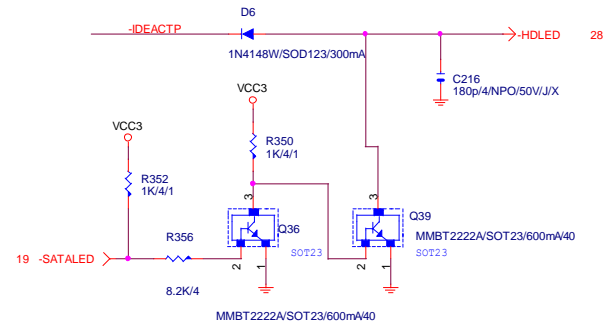 D6
-IDEACTP
1N4148W/SOD123/300mA
-HDLED 28
C216
180p/4/NPO/50V/J/X
VCC3
VCC3
R350
1K/4/1
R352
1K/4/1
3
3
Q36
Q39
R356
SOT23
MMBT2222A/SOT23/600mA/40
SOT23
19 -SATALED
2
1
2
1
8.2K/4
MMBT2222A/SOT23/600mA/40